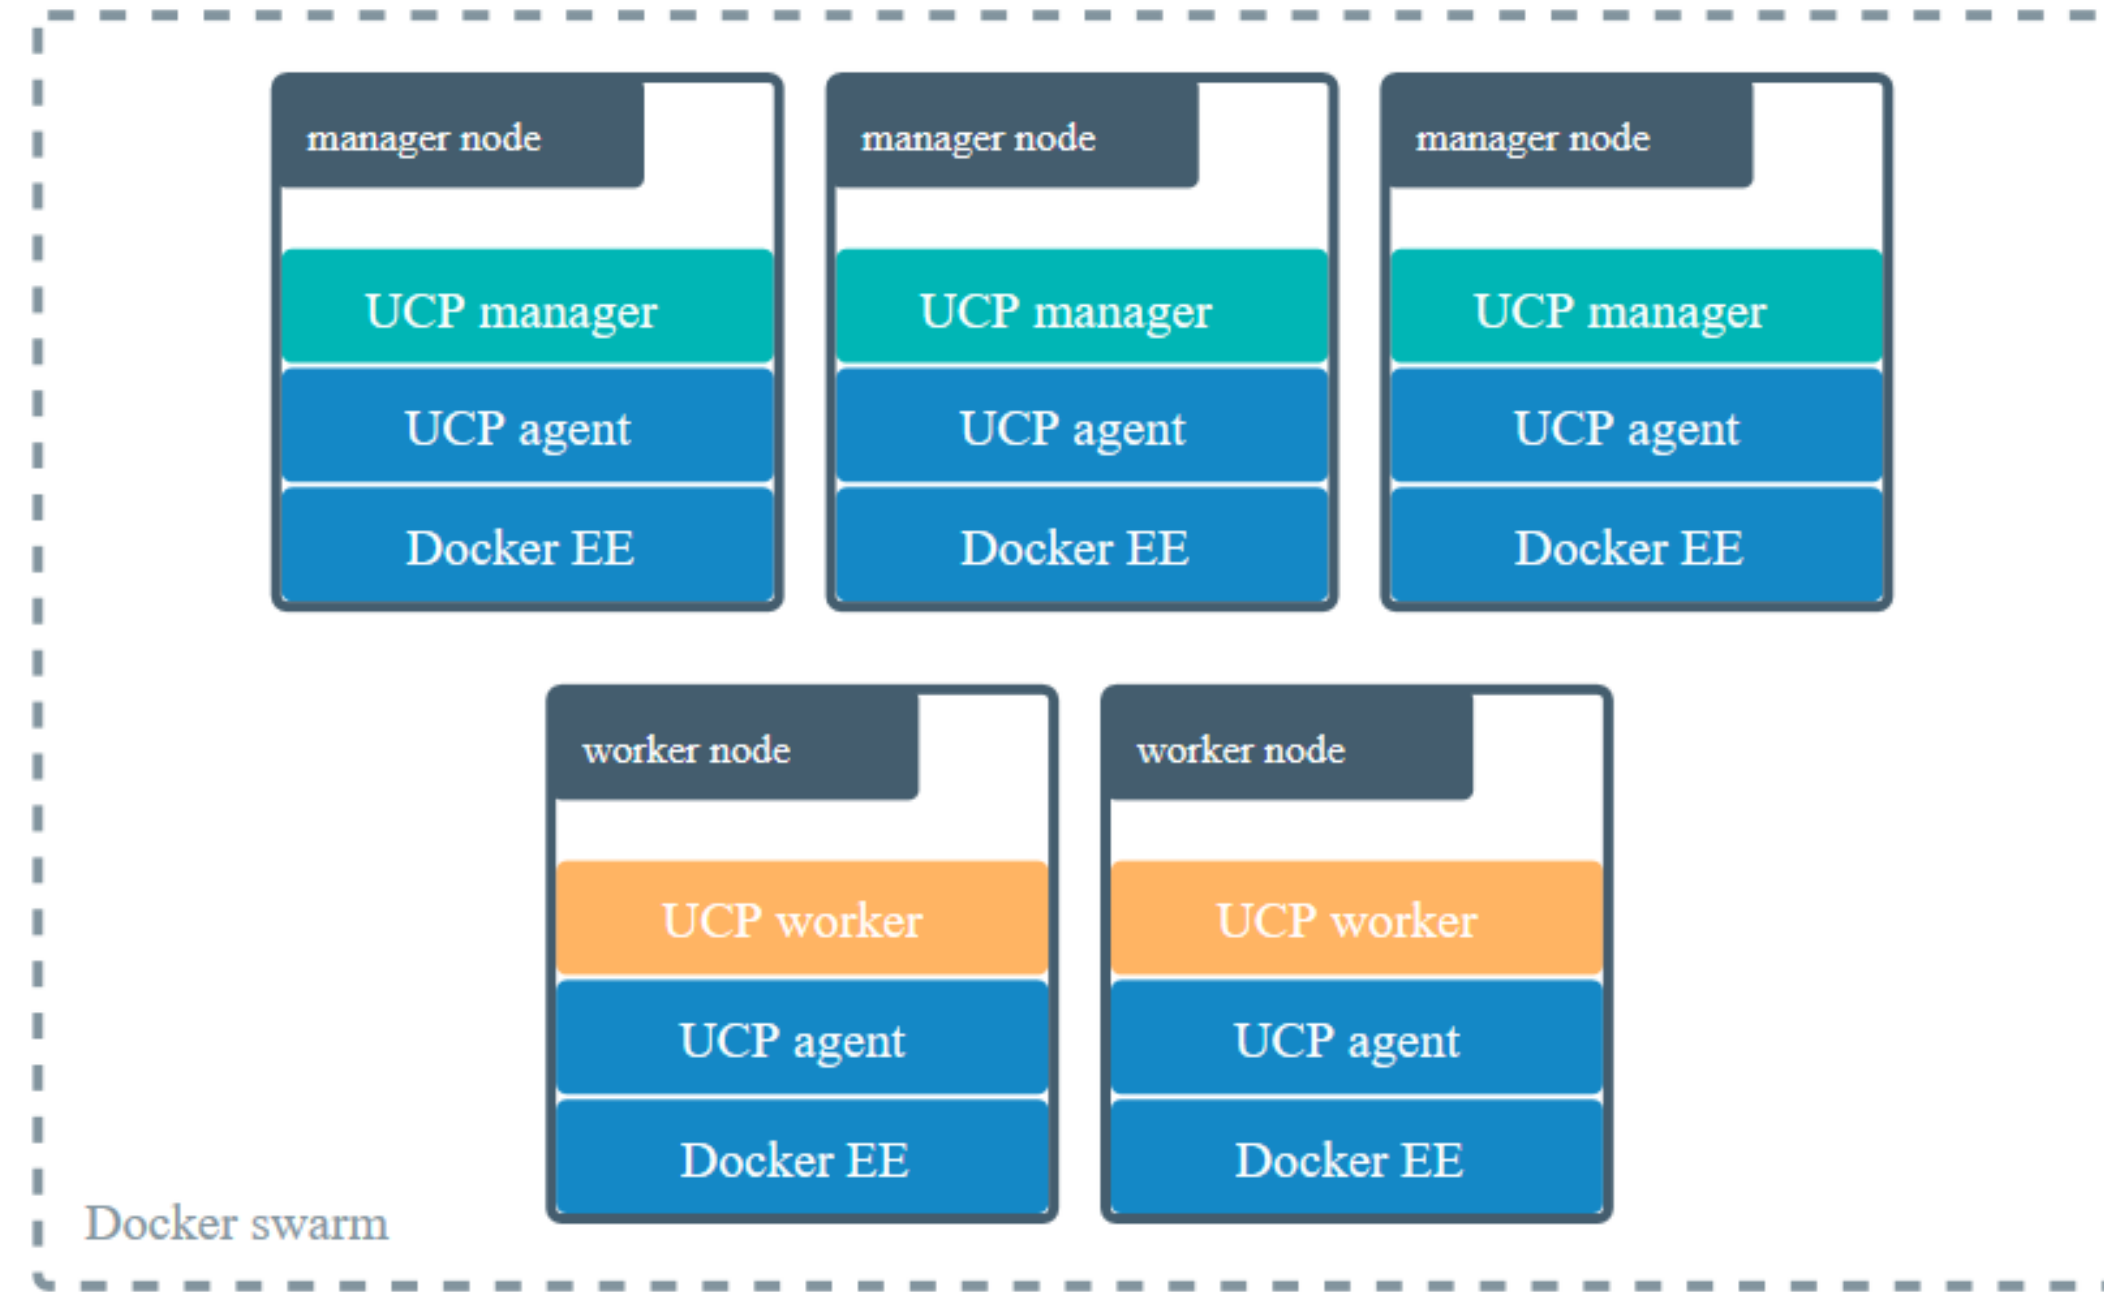 manager node
manager node
manager node
UCP manager
UCP manager
UCP manager
UCP agent
UCP agent
UCP agent
Docker EE
Docker EE
Docker EE
worker node
worker node
UCP worker
UCP worker
UCP agent
UCP agent
Docker EE
Docker EE
Docker swarm